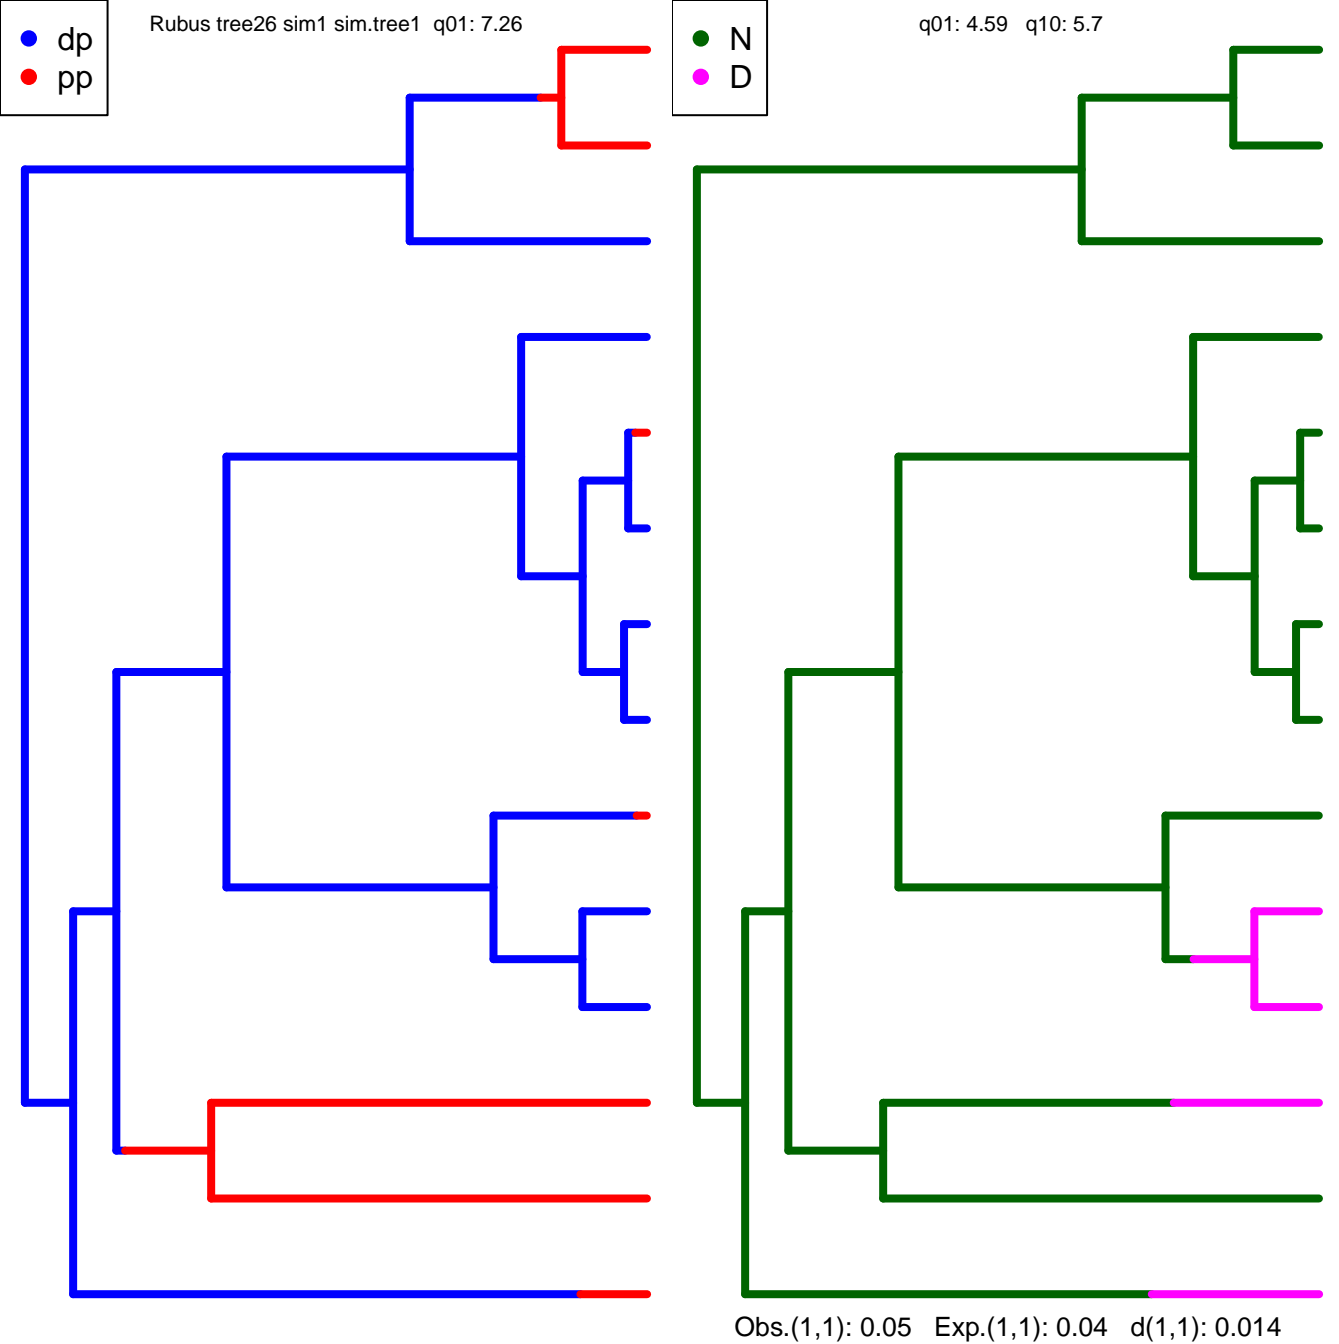 Rubus tree26 sim1 sim.tree1  q01: 7.26
dp
pp
q01: 4.59   q10: 5.7
N
D
Obs.(1,1): 0.05   Exp.(1,1): 0.04   d(1,1): 0.014